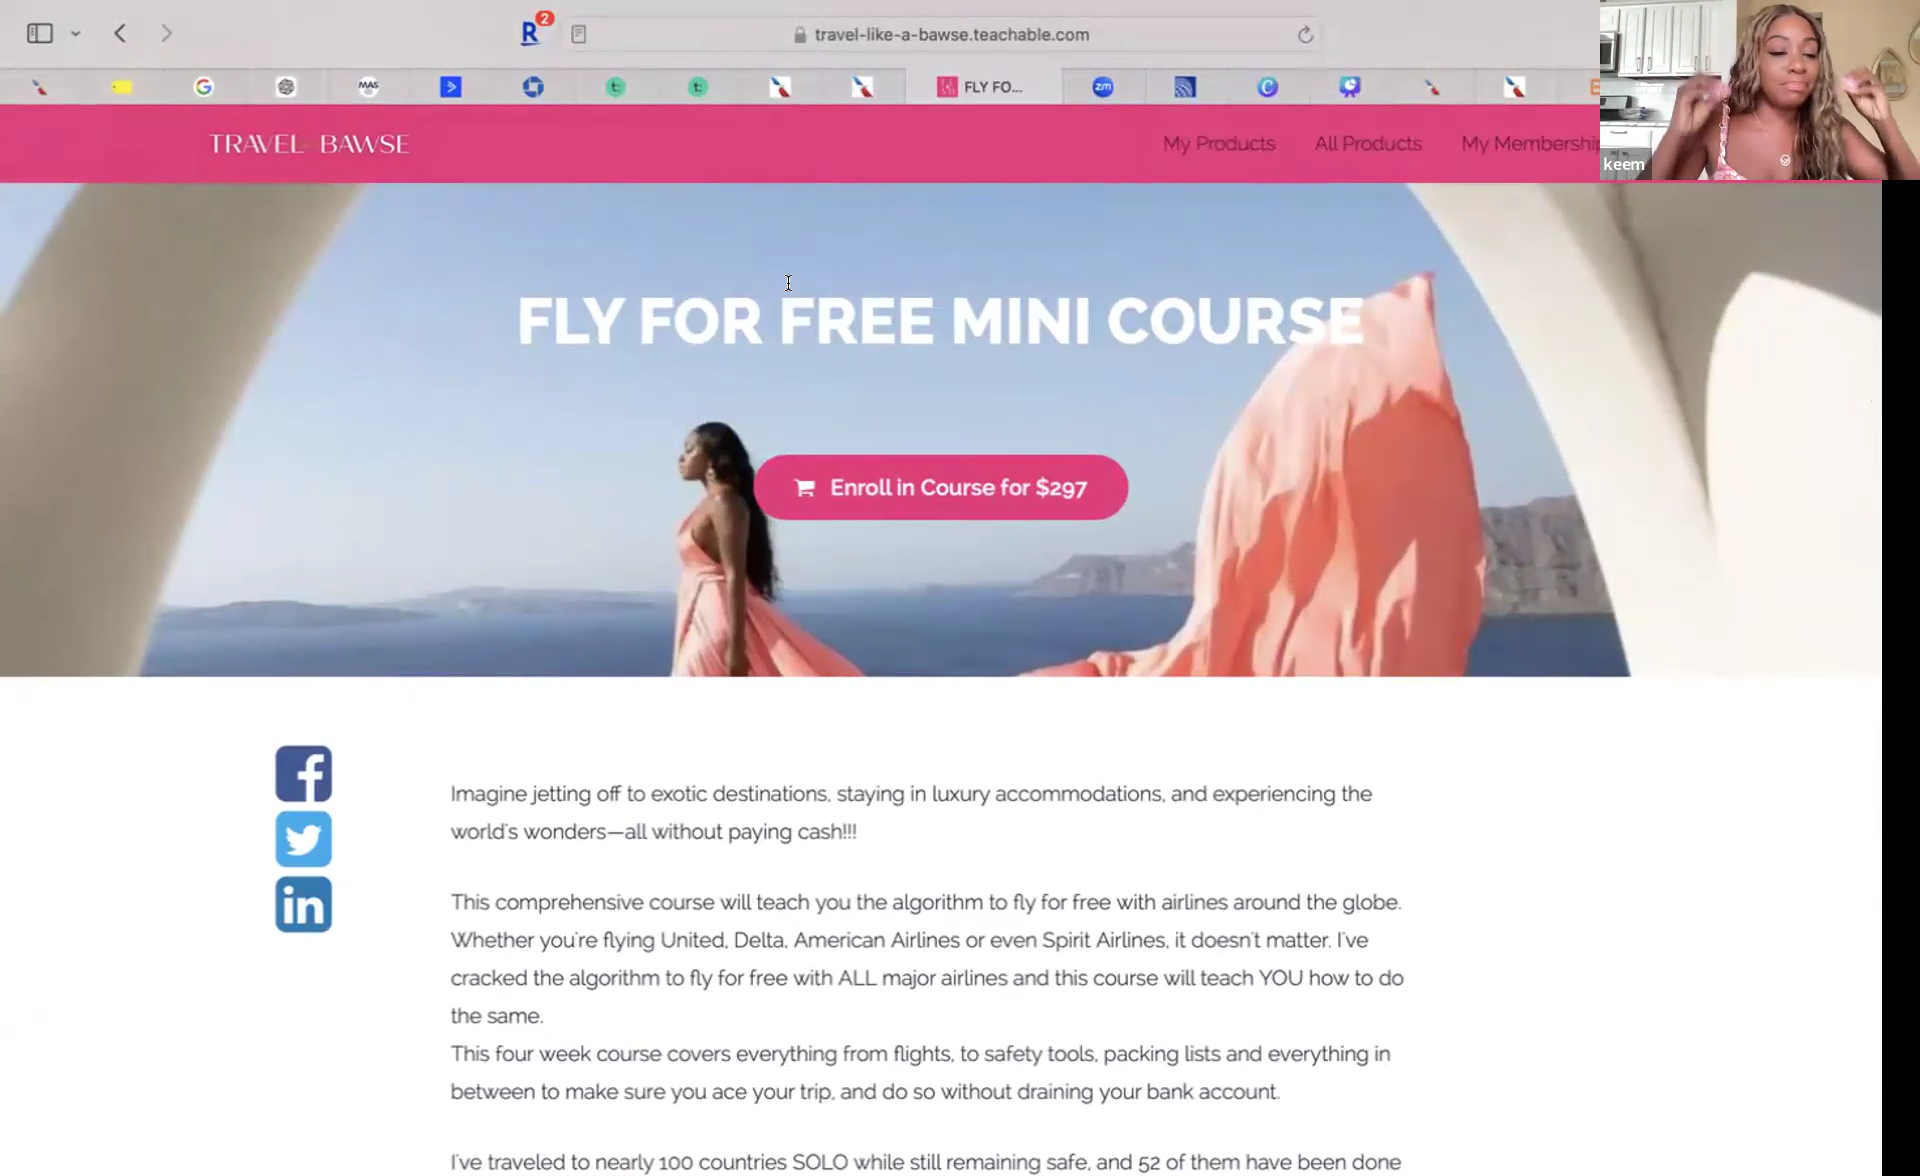 2
R
travel-like-a-bawse.teachable.com
G
MAS
t:
t:
FLY FO...
zm
C
TRAVEL BAWSE
My Products
All Products
keem
FLY FOR FREE MINI COURSE
Enroll in Course for $297
f
in
Imagine jetting off to exotic destinations, staying in luxury accommodations, and experiencing the
world's wonders—all without paying cash!!!
This comprehensive course will teach you the algorithm to fly for free with airlines around the globe.
Whether you're flying United, Delta, American Airlines or even Spirit Airlines, it doesn't matter. I've
cracked the algorithm to fly for free with ALL major airlines and this course will teach YOU how to do
the same.
This four week course covers everything from flights, to safety tools, packing lists and everything in
between to make sure you ace your trip, and do so without draining your bank account.
I've traveled to nearly 100 countries SOLO while still remaining safe, and 52 of them have been done